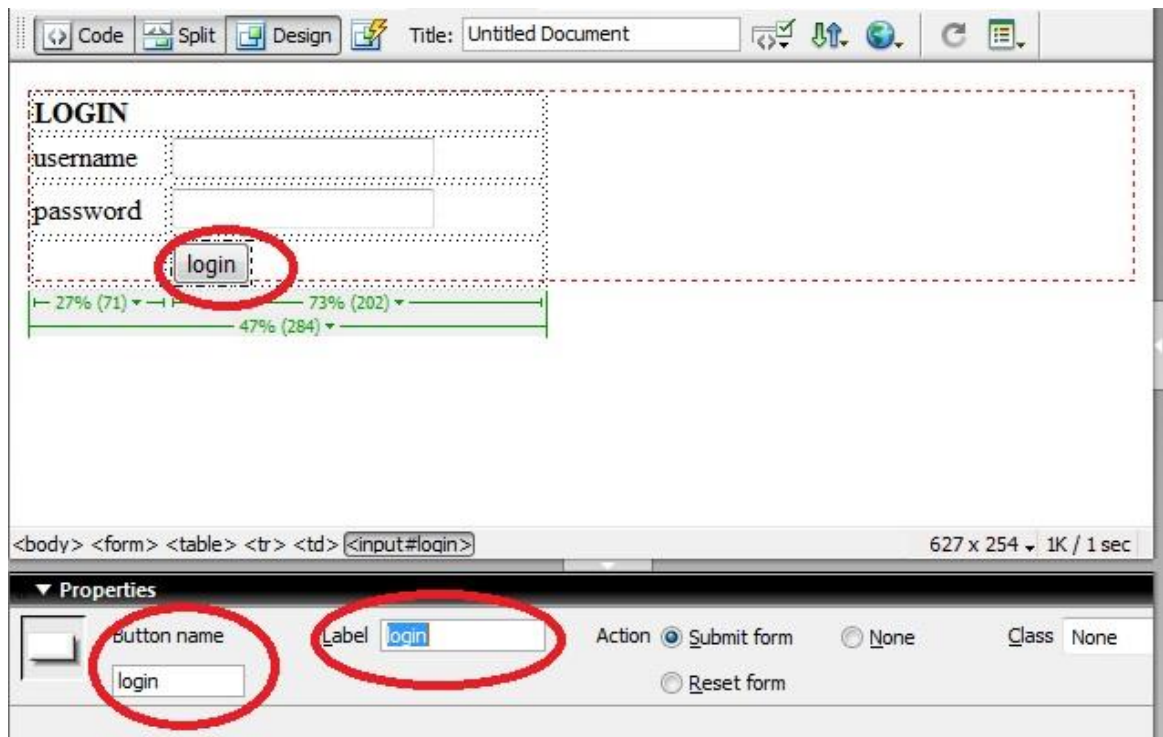 Code Split Design Title: Untitled Document
LOGIN
username
password
login
27% (71) 73% (202)
47% (284)
<body> <form> <table> <tr> <td> <input#login> 627 x 254 1K / 1 sec
Properties
Button name Label login Action Submit form None Class None
login Reset form